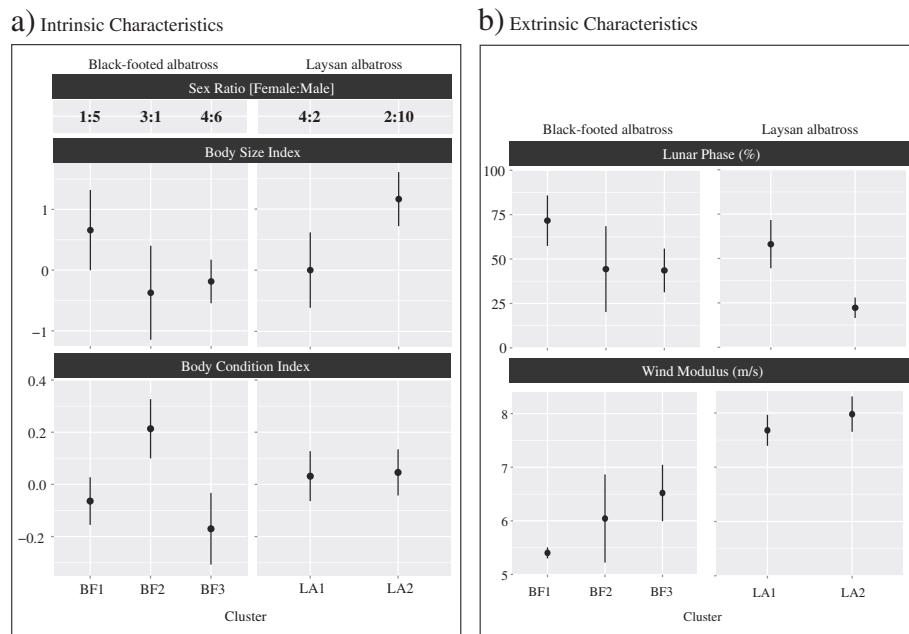 a) Intrinsic Characteristics
Black-footed albatross Laysan albatross
Sex Ratio [Female:Male]
1:5 3:1 4:6 4:2 2:10
Body Size Index
1
0
−1
Body Condition Index
0.4
0.2
0.0
−0.2
BF1 BF2 BF3 LA1 LA2
Cluster
b) Extrinsic Characteristics
Black-footed albatross Laysan albatross
Lunar Phase (%)
100
75
50
25
0
Wind Modulus (m/s)
8
7
6
5
BF1 BF2 BF3 LA1 LA2
Cluster